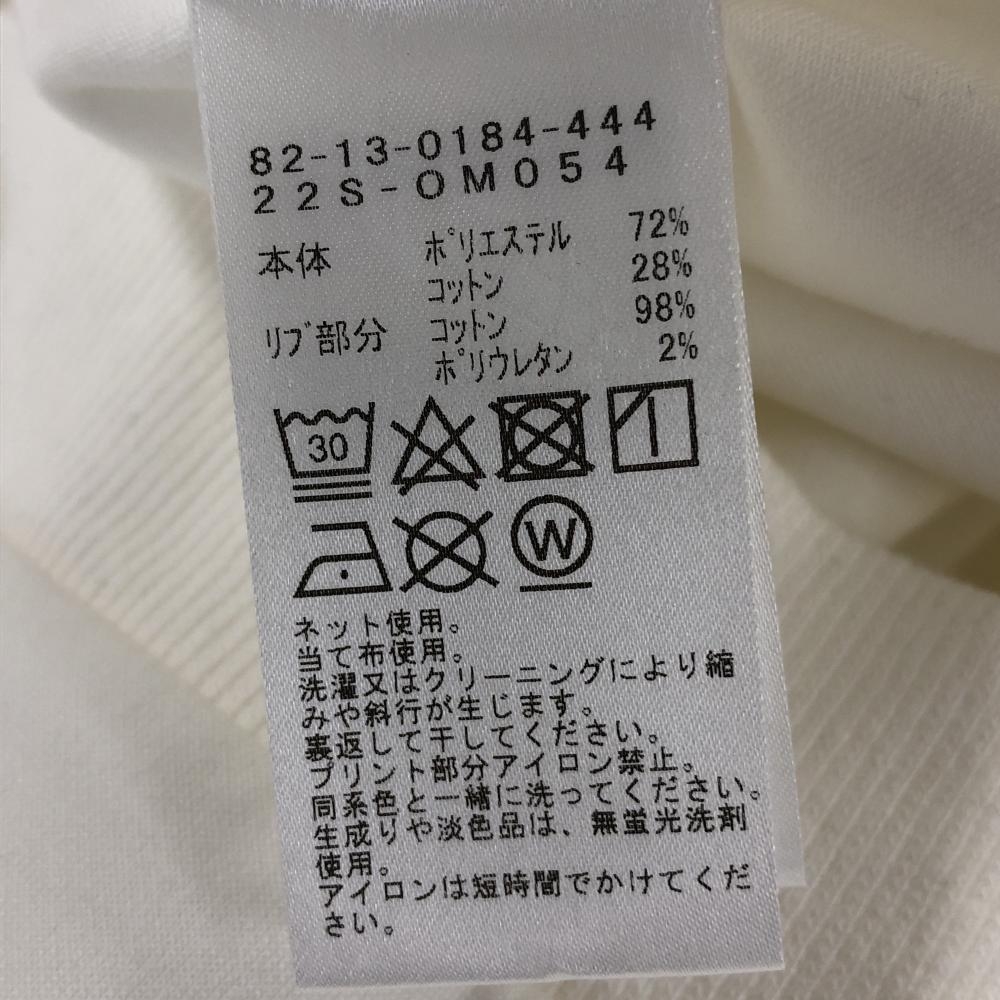 82-13-0184-444
22S-OM054
本体 ポリエステル 72%
コットン 28%
リブ部分 コットン 98%
ポリウレタン 2%
30
W
ネット使用。
当て布使用。
洗濯又はクリーニングにより縮
みや斜行が生じます。
裏返して干してください。
プリント部分アイロン禁止。
同系色と一緒に洗ってください。
生成りや淡色品は、無蛍光洗剤
使用。
アイロンは短時間でかけてくだ
さい。